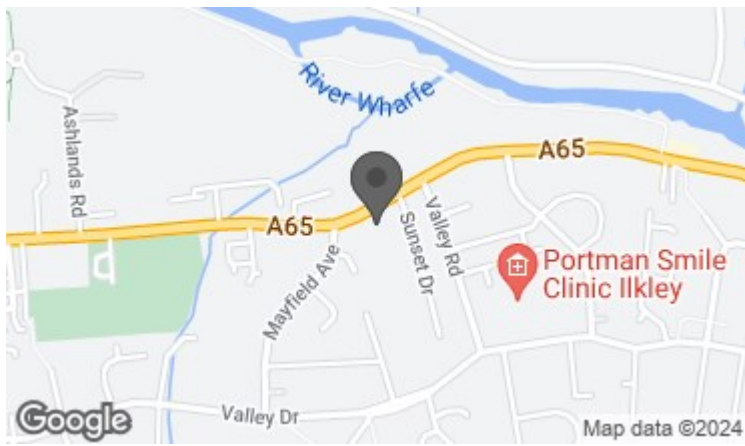 River Wharfe
A65
Ashlands Rd
A65
Valley Rd
Sunset Dr
Mayfield Ave
Portman Smile
Clinic Ilkley
Valley Dr
Google
Map data ©2024